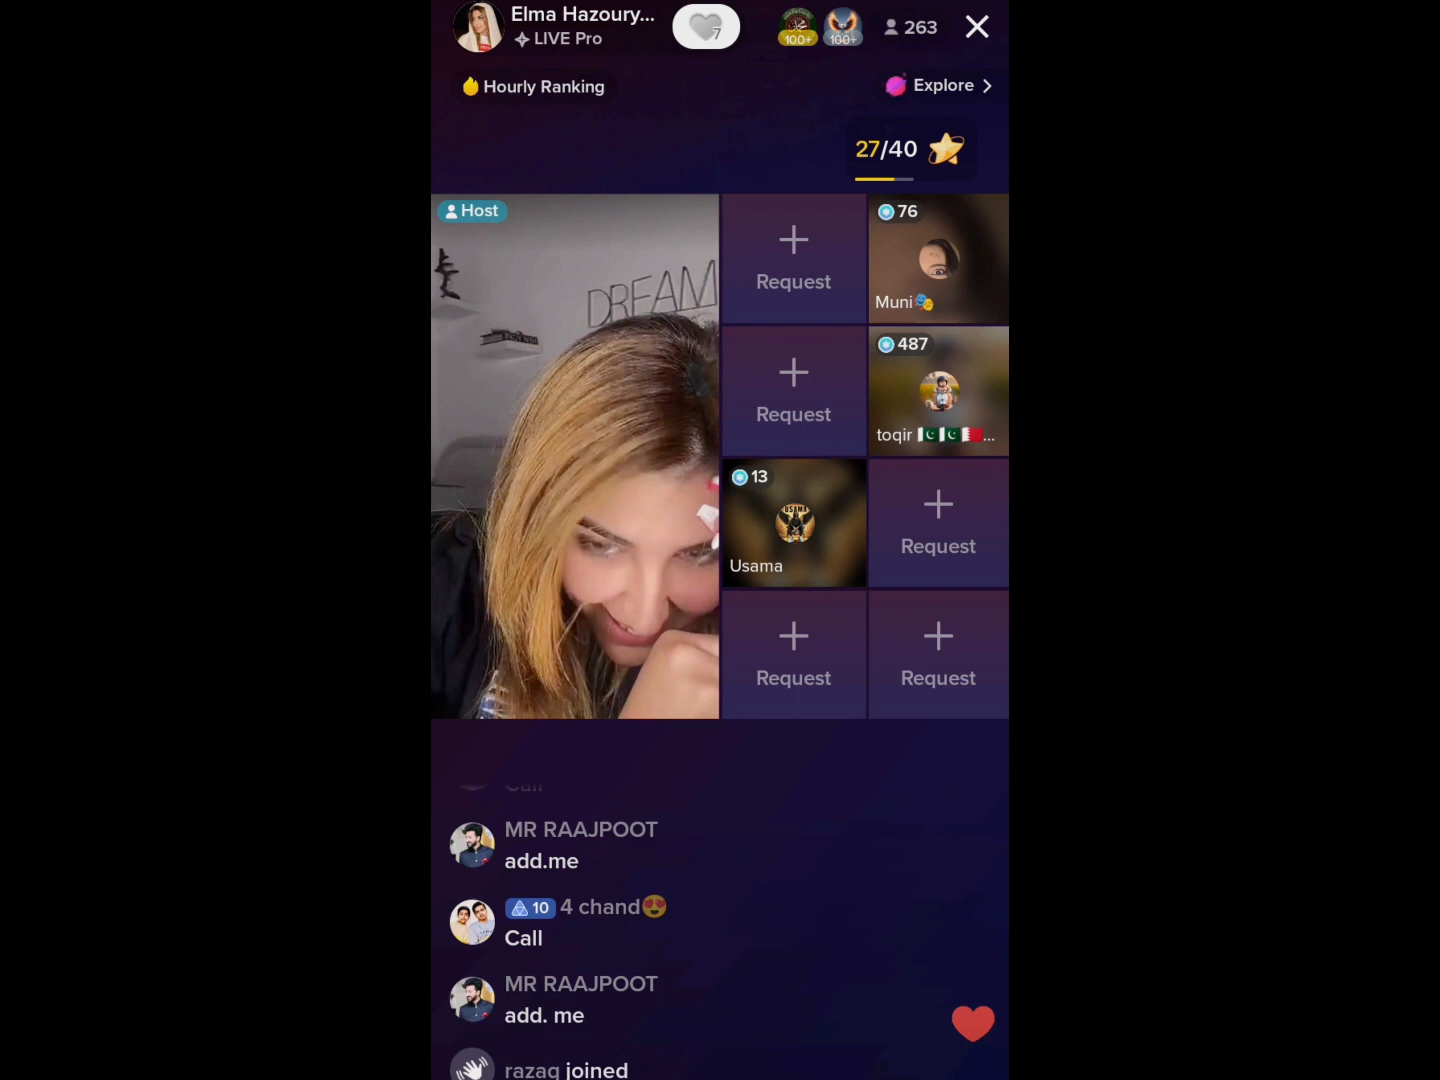 Elma Hazoury...
LIVE Pro
7
100+
100+
263
Hourly Ranking
Explore
27/40
Host
DREAM
Request
76
Muni🎭
Request
487
toqir 🇵🇰🇵🇰🇧🇭...
13
USAMA
Usama
Request
Request
Request
Call
MR RAAJPOOT
add.me
10 4 chand😍
Call
MR RAAJPOOT
add. me
razaq joined